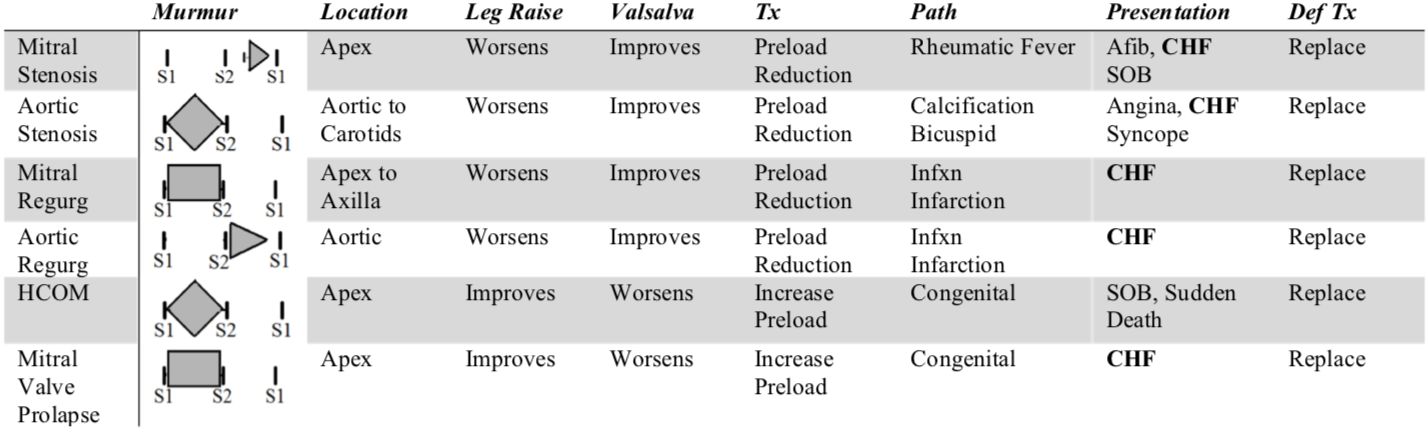 Murmur Location Leg Raise Valsalva Tx Path Presentation Def Tx
Mitral Apex Worsens Improves Preload Rheumatic Fever Afib, CHF Replace
Stenosis S1 S2 S1 Reduction SOB
Aortic Aortic to Worsens Improves Preload Calcification Angina, CHF Replace
Stenosis S1 S2 S1 Carotids Reduction Bicuspid Syncope
Mitral Apex to Worsens Improves Preload Infxn CHF Replace
Regurg S1 S2 S1 Axilla Reduction Infarction
Aortic Aortic Worsens Improves Preload Infxn CHF Replace
Regurg S1 S2 S1 Reduction Infarction
HCOM Apex Improves Worsens Increase Congenital SOB, Sudden Replace
S1 S2 S1 Preload Death
Mitral Apex Improves Worsens Increase Congenital CHF Replace
Valve S1 S2 S1 Preload
Prolapse